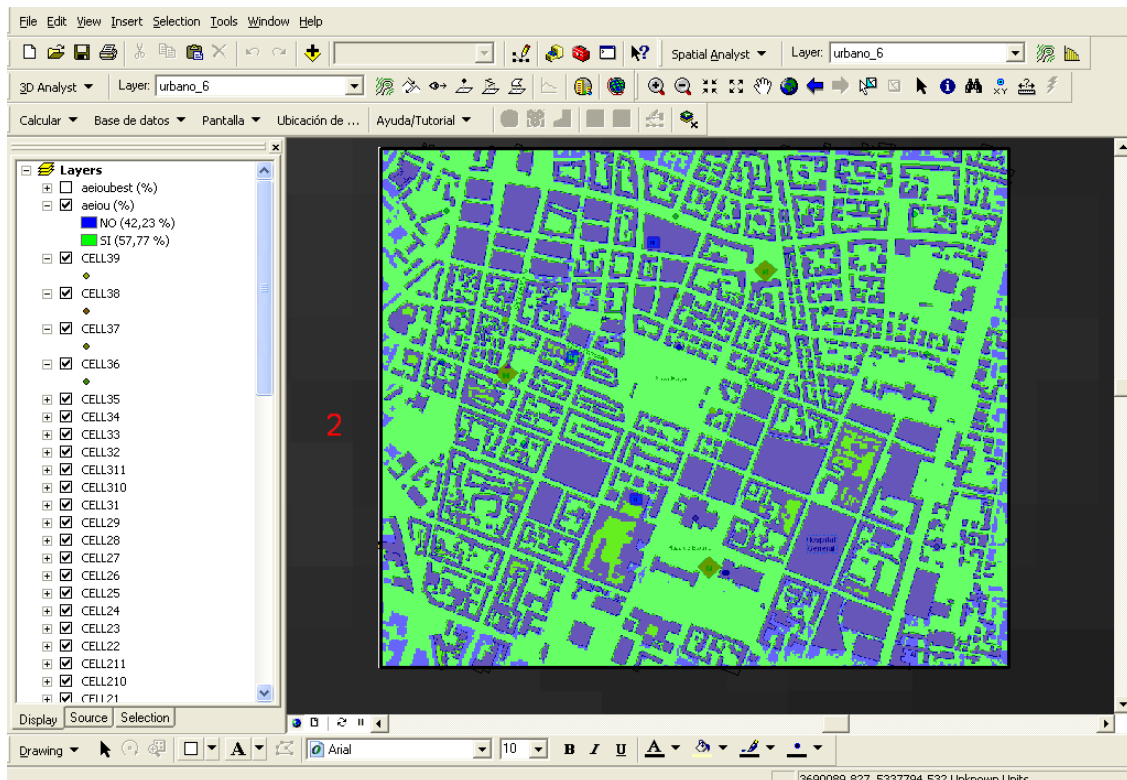 File Edit View Insert Selection Tools Window Help
Spatial Analyst Layer: urbano_6
3D Analyst Layer: urbano_6
Calcular Base de datos Pantalla Ubicación de ... Ayuda/Tutorial
Layers
aeioubest (%)
aeiou (%)
NO (42,23 %)
SI (57,77 %)
CELL39
CELL38
CELL37
CELL36
CELL35
CELL34
CELL33
CELL32
CELL311
CELL310
CELL31
CELL29
CELL28
CELL27
CELL26
CELL25
CELL24
CELL23
CELL22
CELL211
CELL210
CELL21
2
Hospital
General
Display Source Selection
Drawing Arial 10 B I U A
3690089,827 5337794,532 Unknown Units